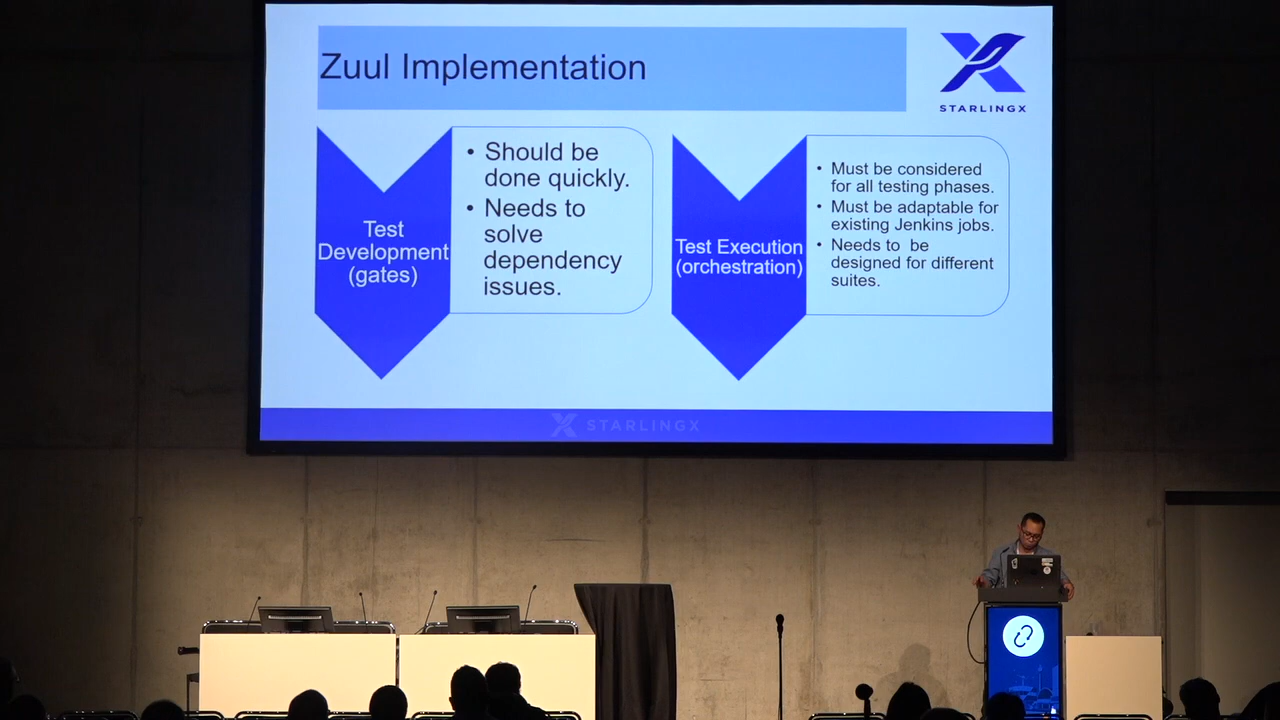 Zuul Implementation
STARLINGX
Test
Development
(gates)
• Should be
done quickly.
• Needs to
solve
dependency
issues.
Test Execution
(orchestration)
• Must be considered
for all testing phases.
• Must be adaptable for
existing Jenkins jobs.
• Needs to  be
designed for different
suites.
STARLINGX